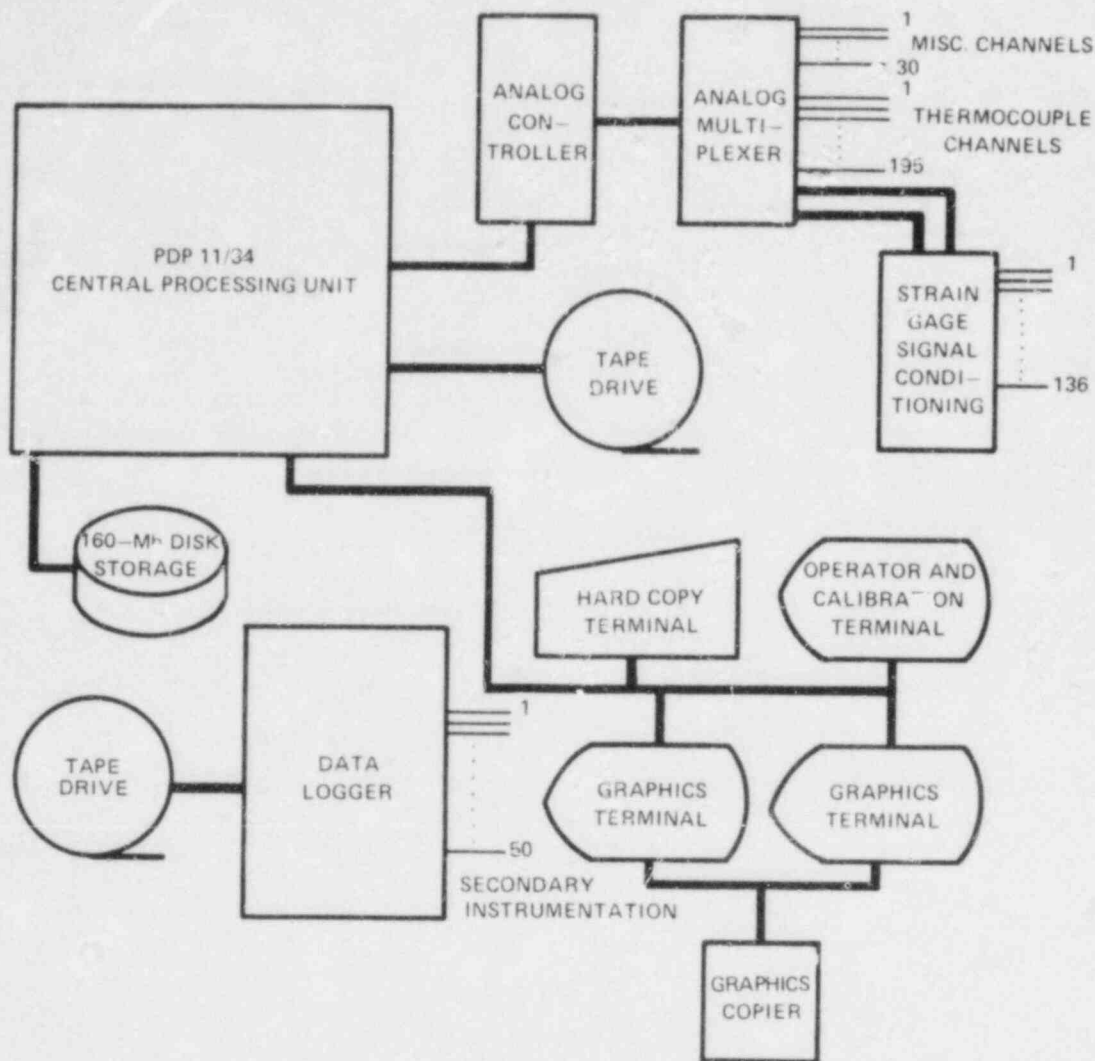 1
MISC. CHANNELS
30
ANALOG
CON-
TROLLER
ANALOG
MULTI-
PLEXER
1
THERMOCOUPLE
CHANNELS
195
PDP 11/34
CENTRAL PROCESSING UNIT
1
STRAIN
GAGE
SIGNAL
CONDI-
TIONING
136
TAPE
DRIVE
160-Mb DISK
STORAGE
HARD COPY
TERMINAL
OPERATOR AND
TERMINAL
1
TAPE
DRIVE
DATA
LOGGER
50
SECONDARY
INSTRUMENTATION
GRAPHICS
TERMINAL
GRAPHICS
TERMINAL
GRAPHICS
COPIER